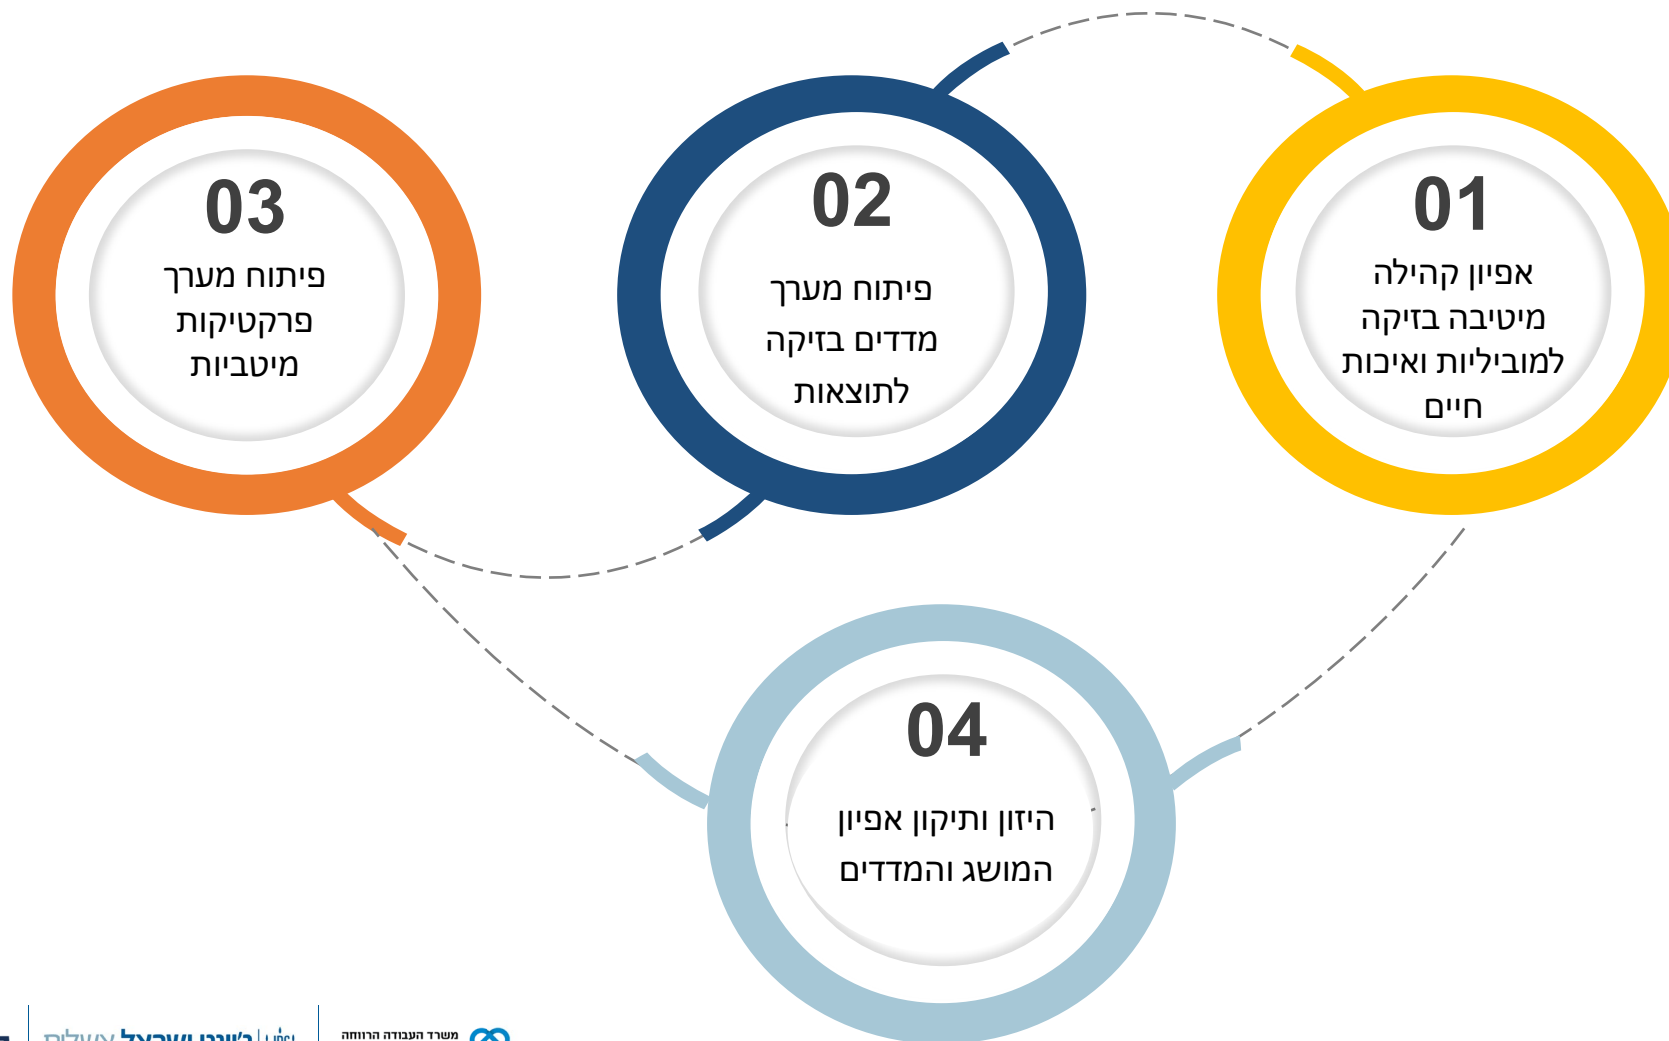 01
אפיון קהילה
מיטיבה בזיקה
למוביליות ואיכות
חיים
02
פיתוח מערך
מדדים בזיקה
לתוצאות
03
פיתוח מערך
פרקטיקות
מיטביות
04
היזון ותיקון אפיון
המושג והמדדים
משרד העבודה הרווחה